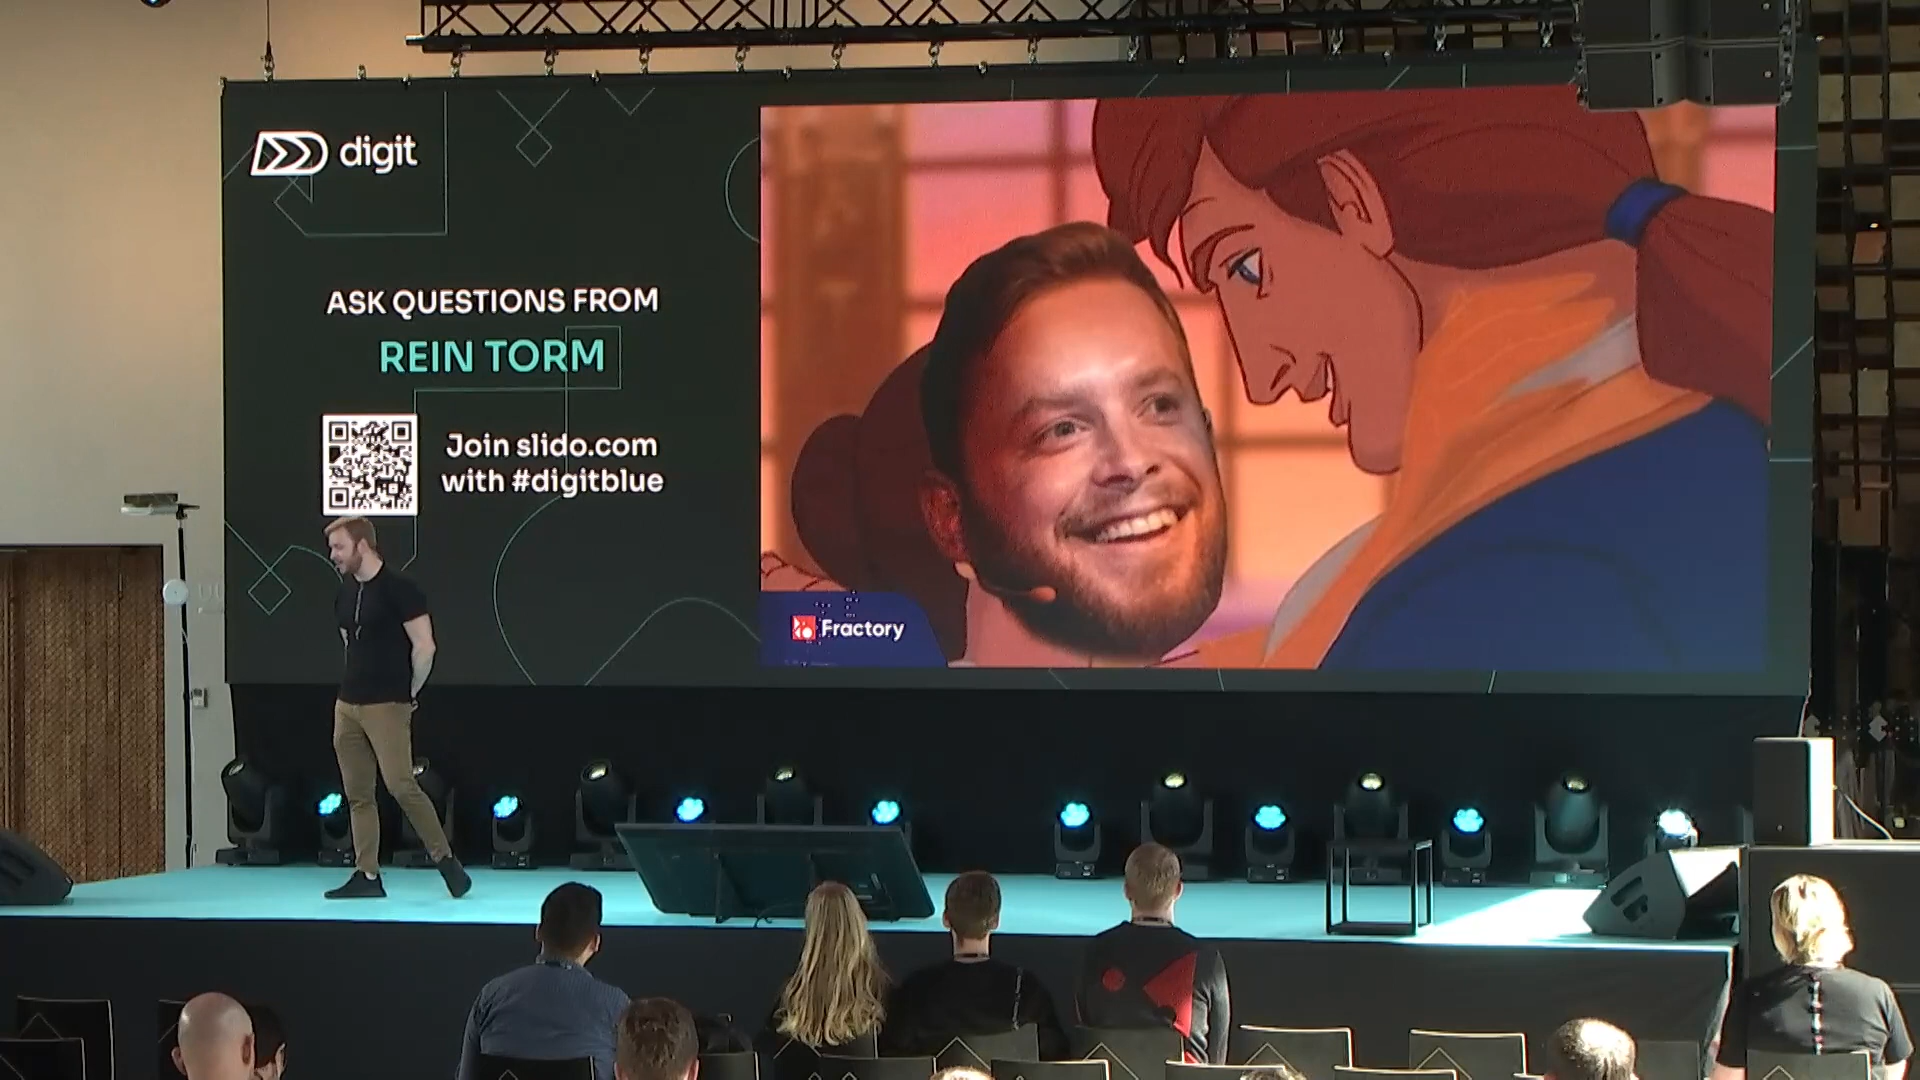 digit
ASK QUESTIONS FROM
REIN TORM
Join slido.com
with #digitblue
Fractory